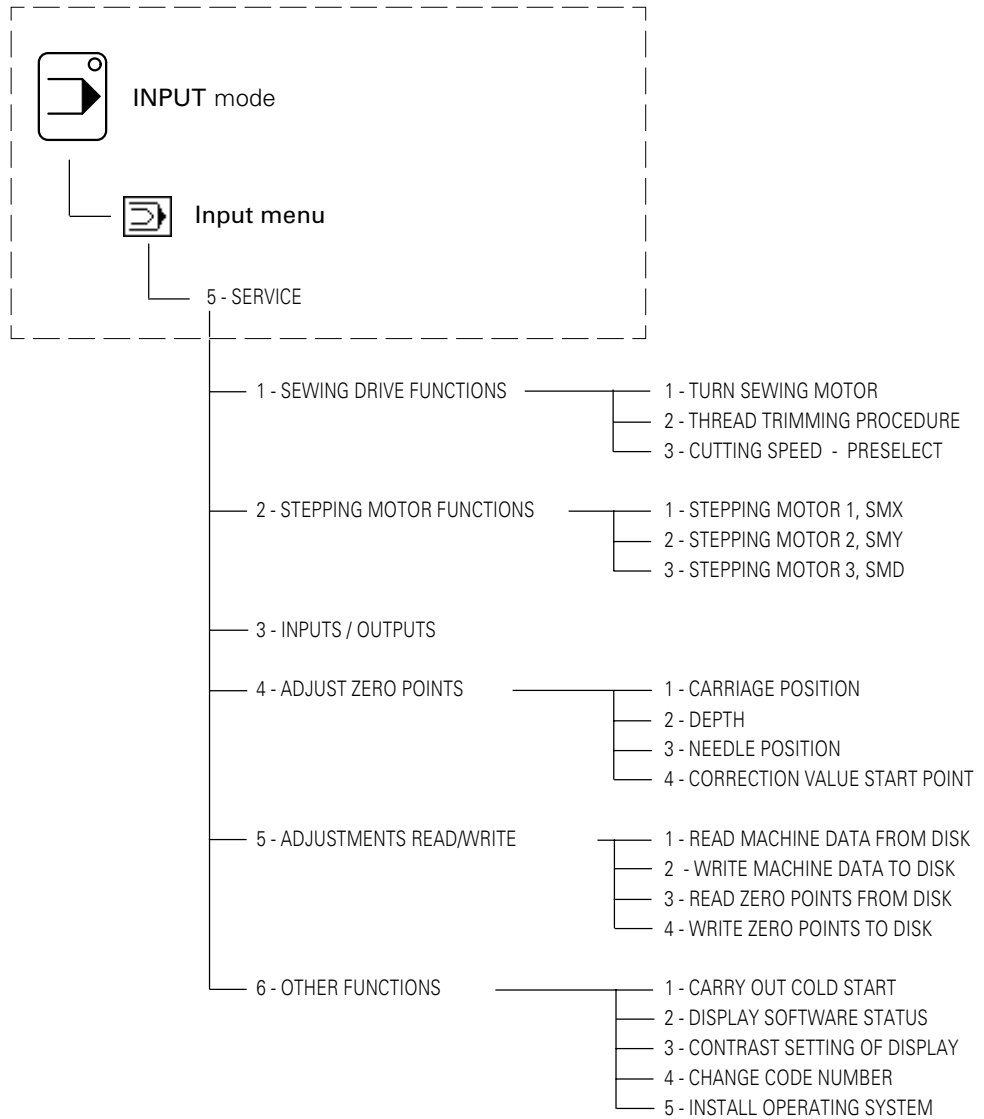 INPUT mode
Input menu
5 - SERVICE
1 - SEWING DRIVE FUNCTIONS
1 - TURN SEWING MOTOR
2 - THREAD TRIMMING PROCEDURE
3 - CUTTING SPEED - PRESELECT
2 - STEPPING MOTOR FUNCTIONS
1 - STEPPING MOTOR 1, SMX
2 - STEPPING MOTOR 2, SMY
3 - STEPPING MOTOR 3, SMD
3 - INPUTS / OUTPUTS
4 - ADJUST ZERO POINTS
1 - CARRIAGE POSITION
2 - DEPTH
3 - NEEDLE POSITION
4 - CORRECTION VALUE START POINT
5 - ADJUSTMENTS READ/WRITE
1 - READ MACHINE DATA FROM DISK
2 - WRITE MACHINE DATA TO DISK
3 - READ ZERO POINTS FROM DISK
4 - WRITE ZERO POINTS TO DISK
6 - OTHER FUNCTIONS
1 - CARRY OUT COLD START
2 - DISPLAY SOFTWARE STATUS
3 - CONTRAST SETTING OF DISPLAY
4 - CHANGE CODE NUMBER
5 - INSTALL OPERATING SYSTEM